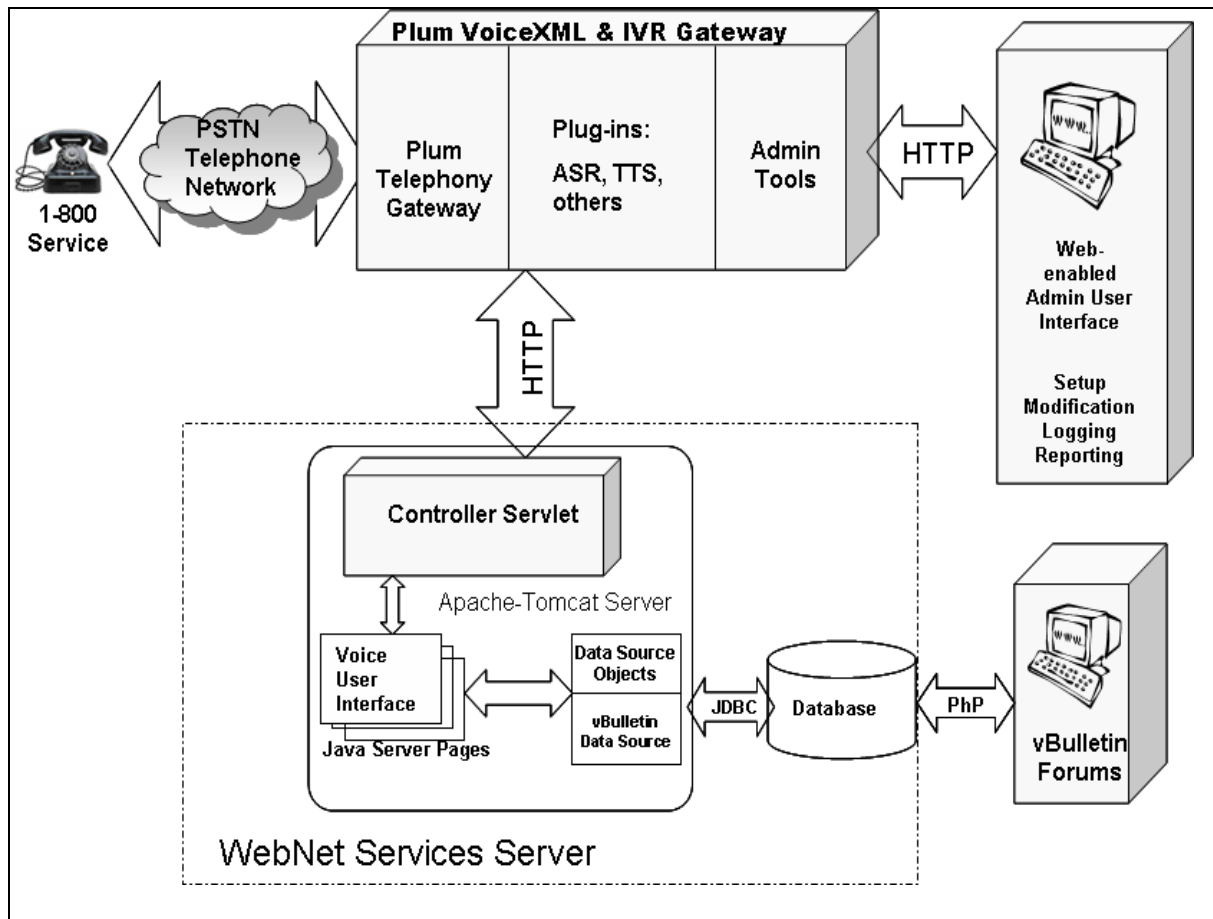 Plum VoiceXML & IVR Gateway
PSTN
Telephone
Network
1-800
Service
Plum
Telephony
Gateway
Plug-ins:
ASR, TTS,
others
Admin
Tools
HTTP
WWW..
Web-
enabled
Admin User
Interface
Setup
Modification
Logging
Reporting
HTTP
Controller Servlet
Apache-Tomcat Server
Voice
User
Interface
Java Server Pages
Data Source
Objects
vBulletin
Data Source
JDBC
Database
PhP
WWW..
vBulletin
Forums
WebNet Services Server